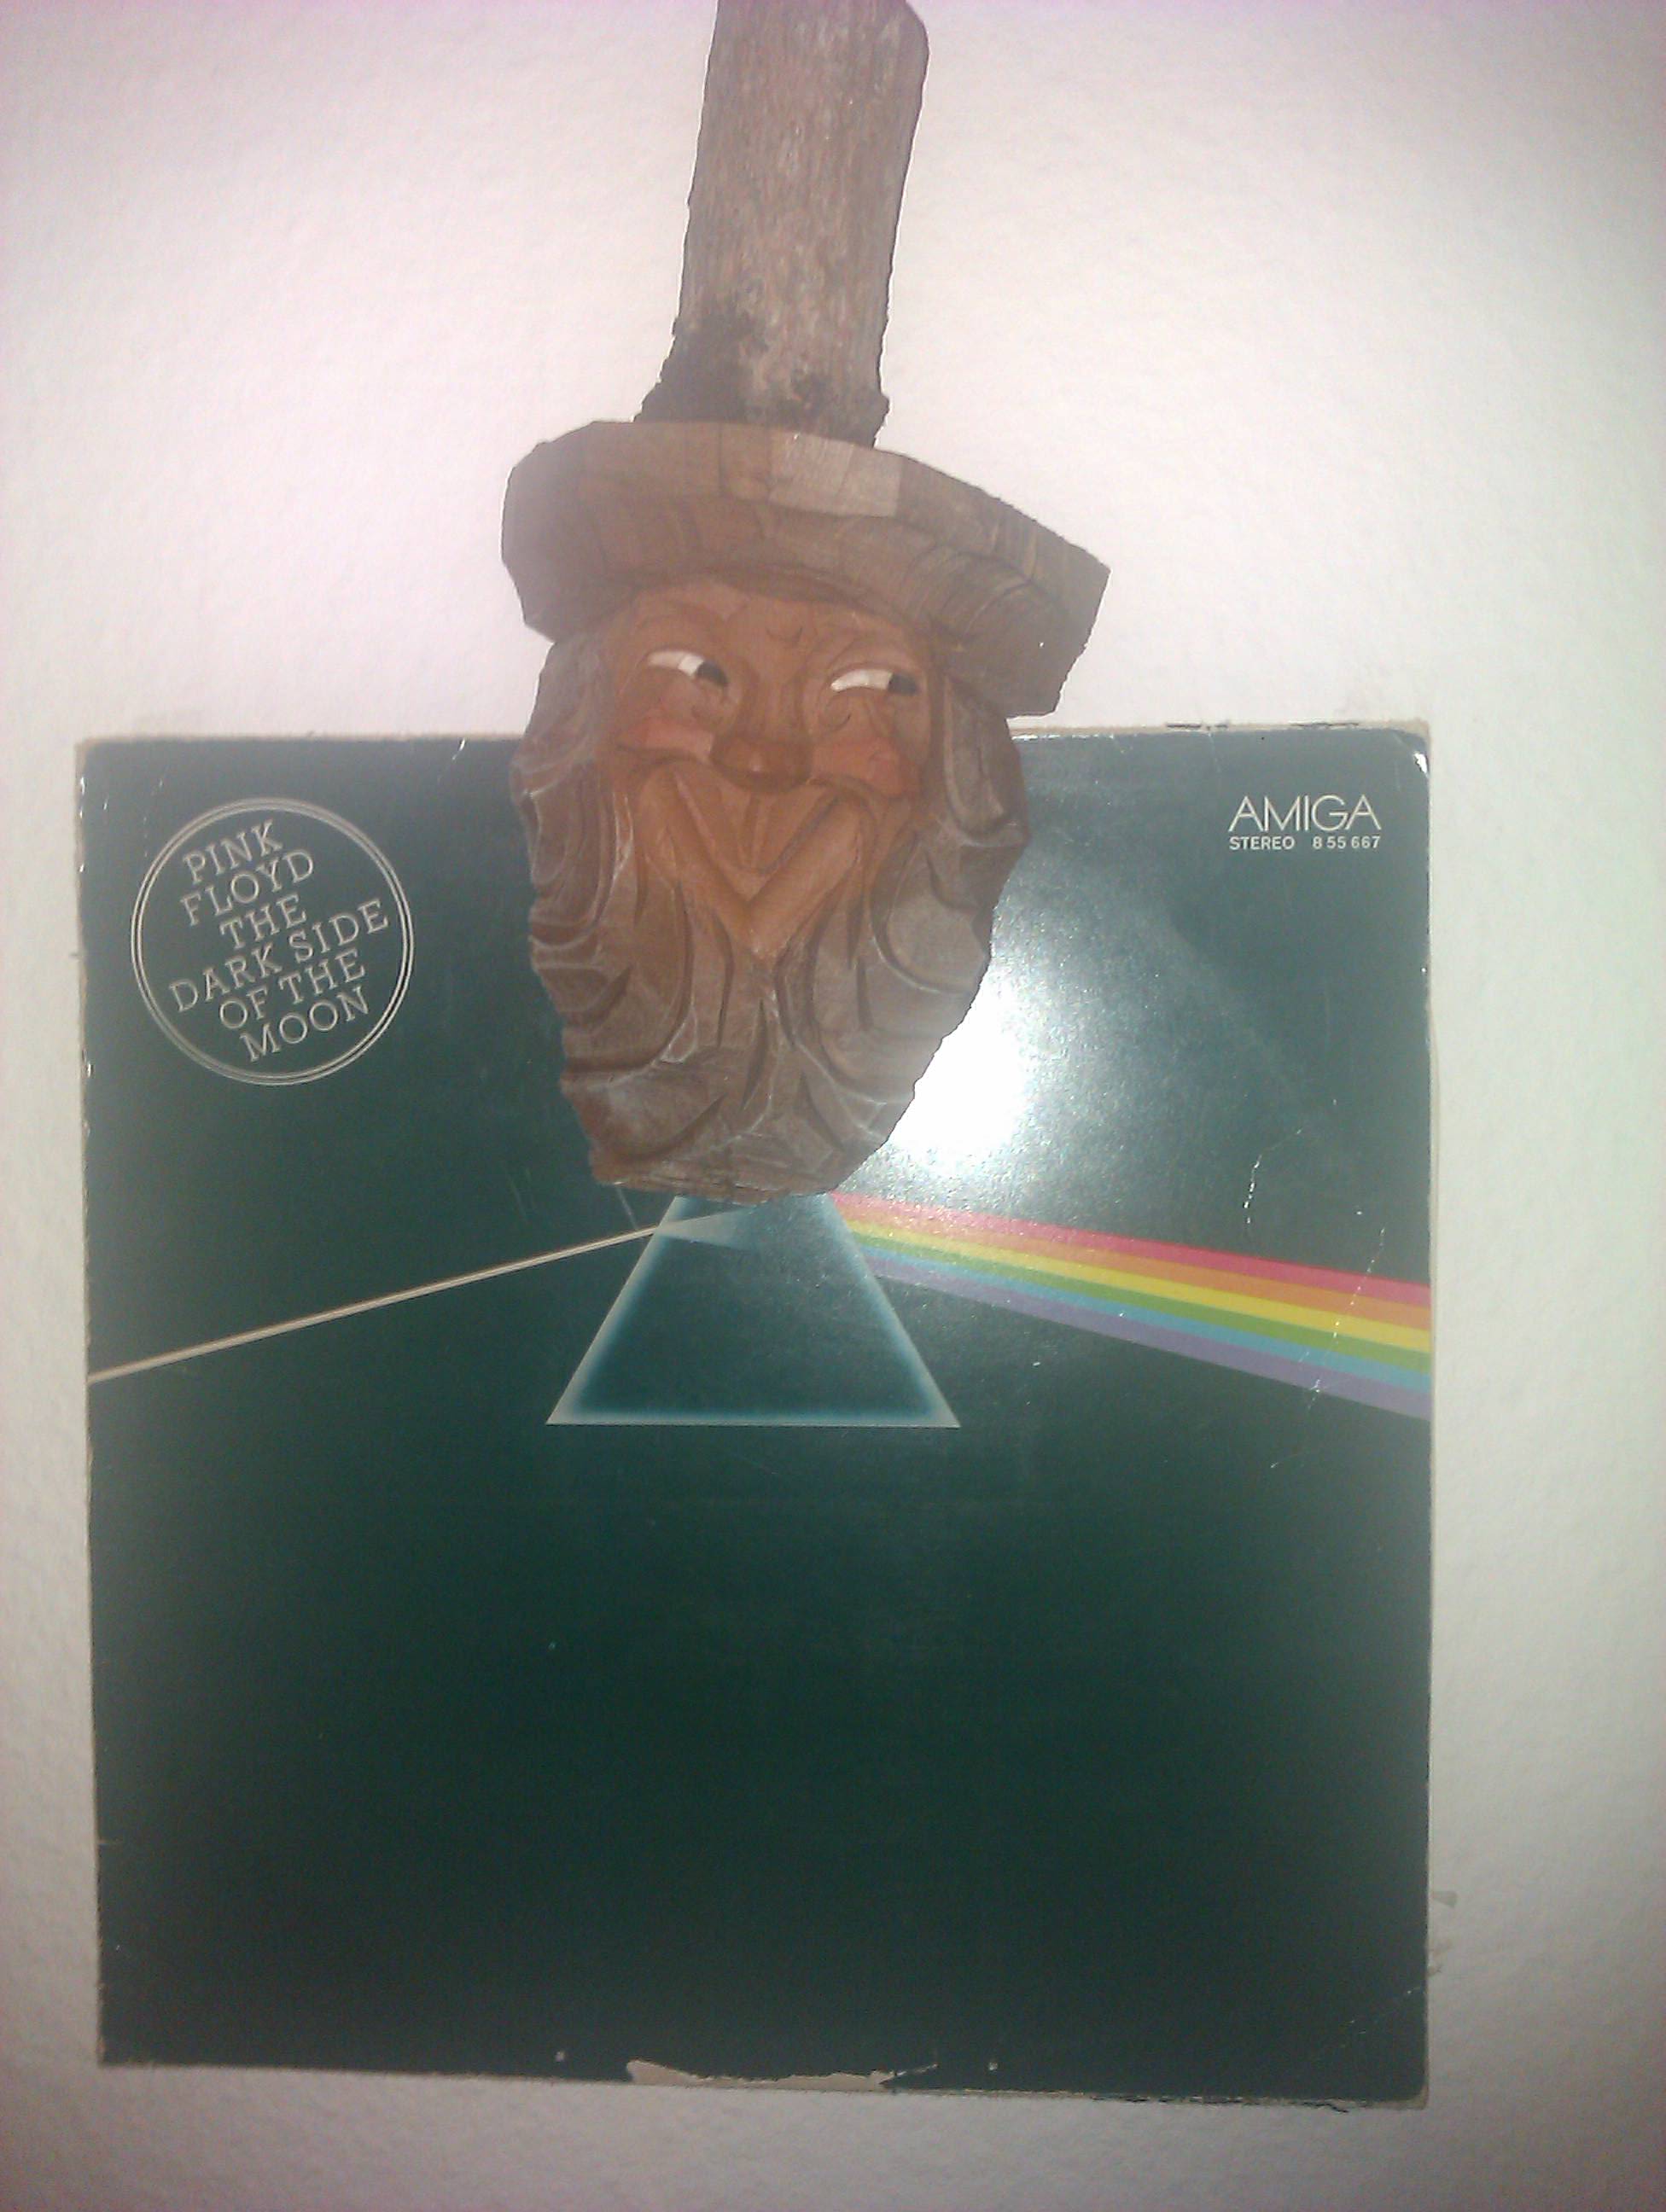 PINK
FLOYD
THE
DARK SIDE
OF THE
MOON
AMIGA
STEREO 8 55 667